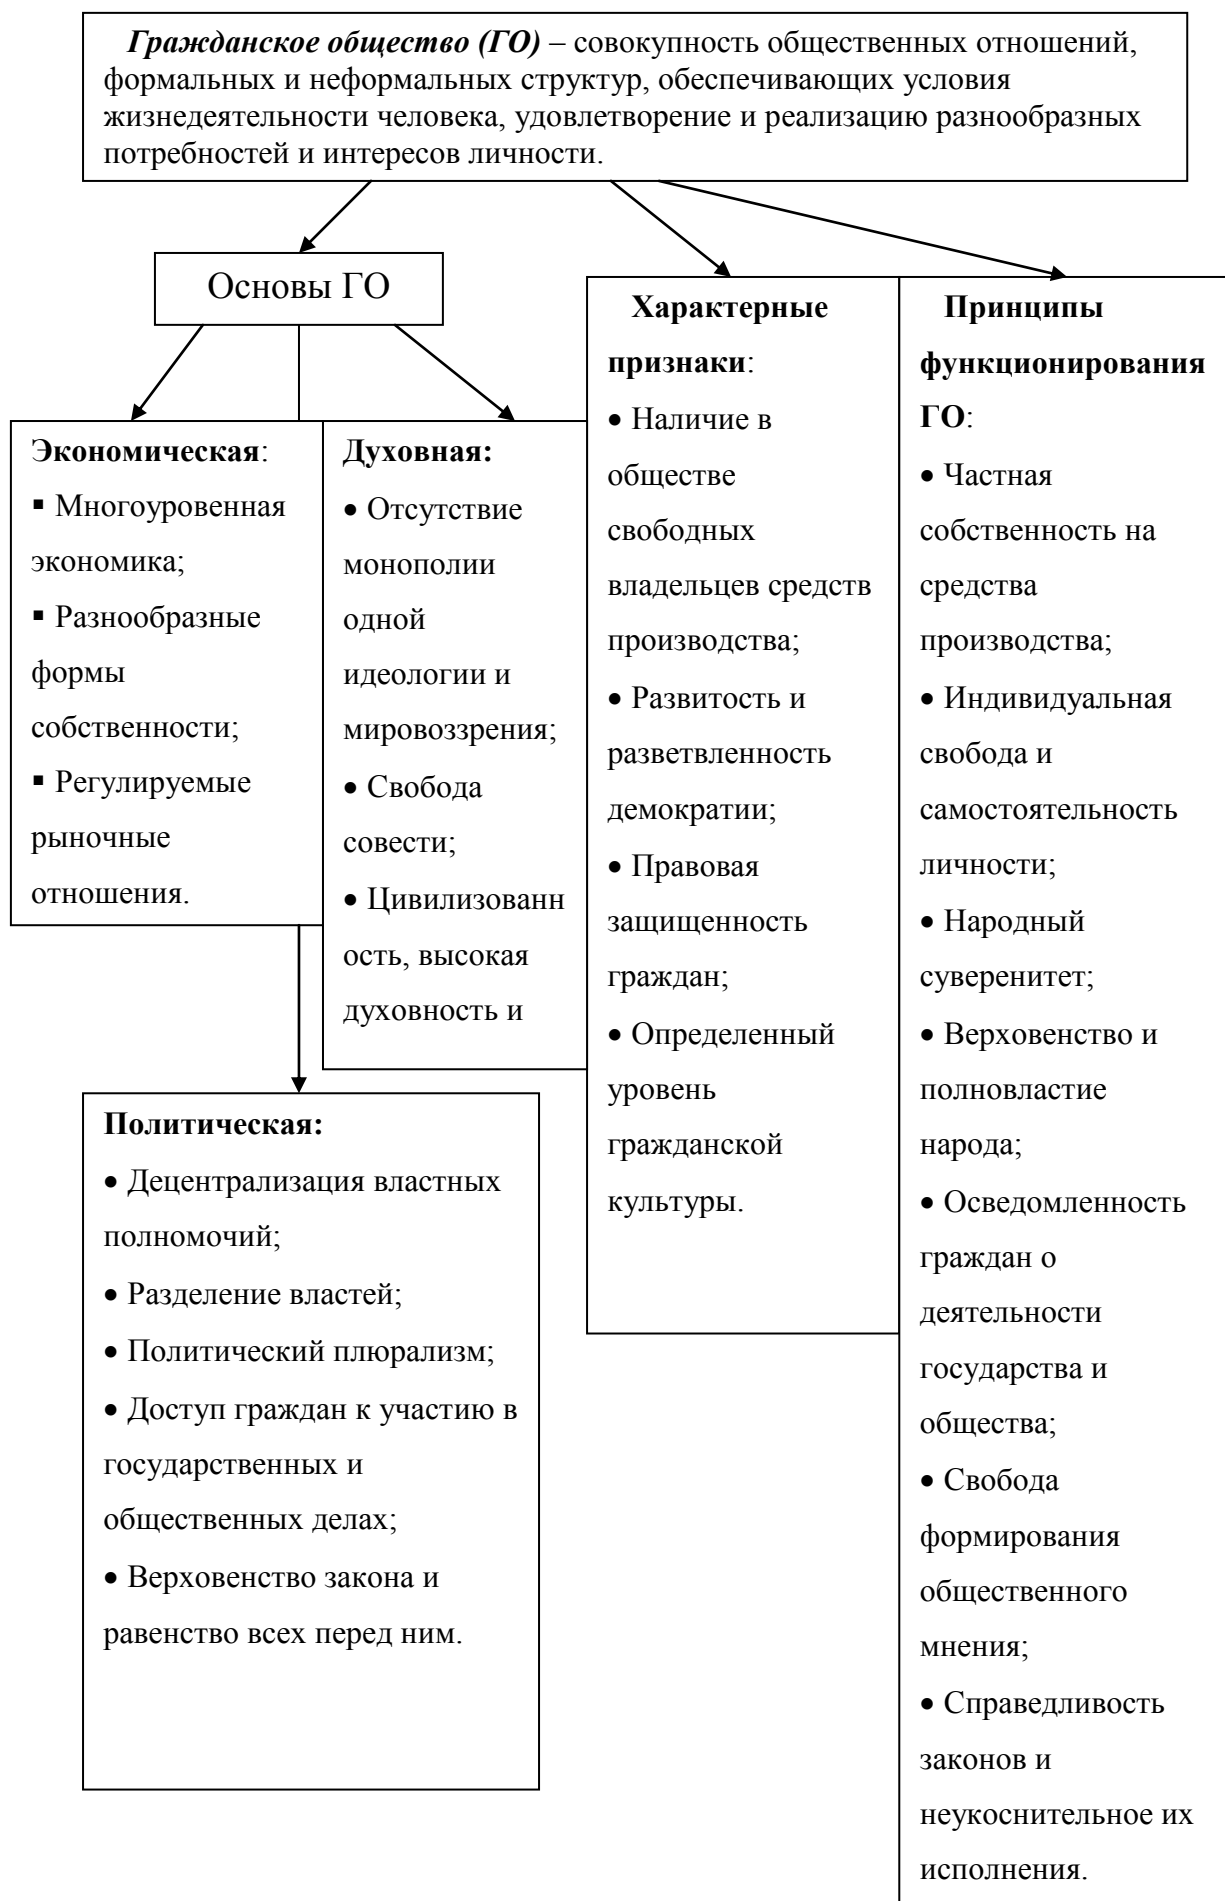 Гражданское общество (ГО) – совокупность общественных отношений,
формальных и неформальных структур, обеспечивающих условия
жизнедеятельности человека, удовлетворение и реализацию разнообразных
потребностей и интересов личности.
Основы ГО
Экономическая:
▪ Многоуровенная
экономика;
▪ Разнообразные
формы
собственности;
▪ Регулируемые
рыночные
отношения.
Духовная:
• Отсутствие
монополии
одной
идеологии и
мировоззрения;
• Свобода
совести;
• Цивилизованн
ость, высокая
духовность и
Политическая:
• Децентрализация властных
полномочий;
• Разделение властей;
• Политический плюрализм;
• Доступ граждан к участию в
государственных и
общественных делах;
• Верховенство закона и
равенство всех перед ним.
Характерные
признаки:
• Наличие в
обществе
свободных
владельцев средств
производства;
• Развитость и
разветвленность
демократии;
• Правовая
защищенность
граждан;
• Определенный
уровень
гражданской
культуры.
Принципы
функционирования
ГО:
• Частная
собственность на
средства
производства;
• Индивидуальная
свобода и
самостоятельность
личности;
• Народный
суверенитет;
• Верховенство и
полновластие
народа;
• Осведомленность
граждан о
деятельности
государства и
общества;
• Свобода
формирования
общественного
мнения;
• Справедливость
законов и
неукоснительное их
исполнения.